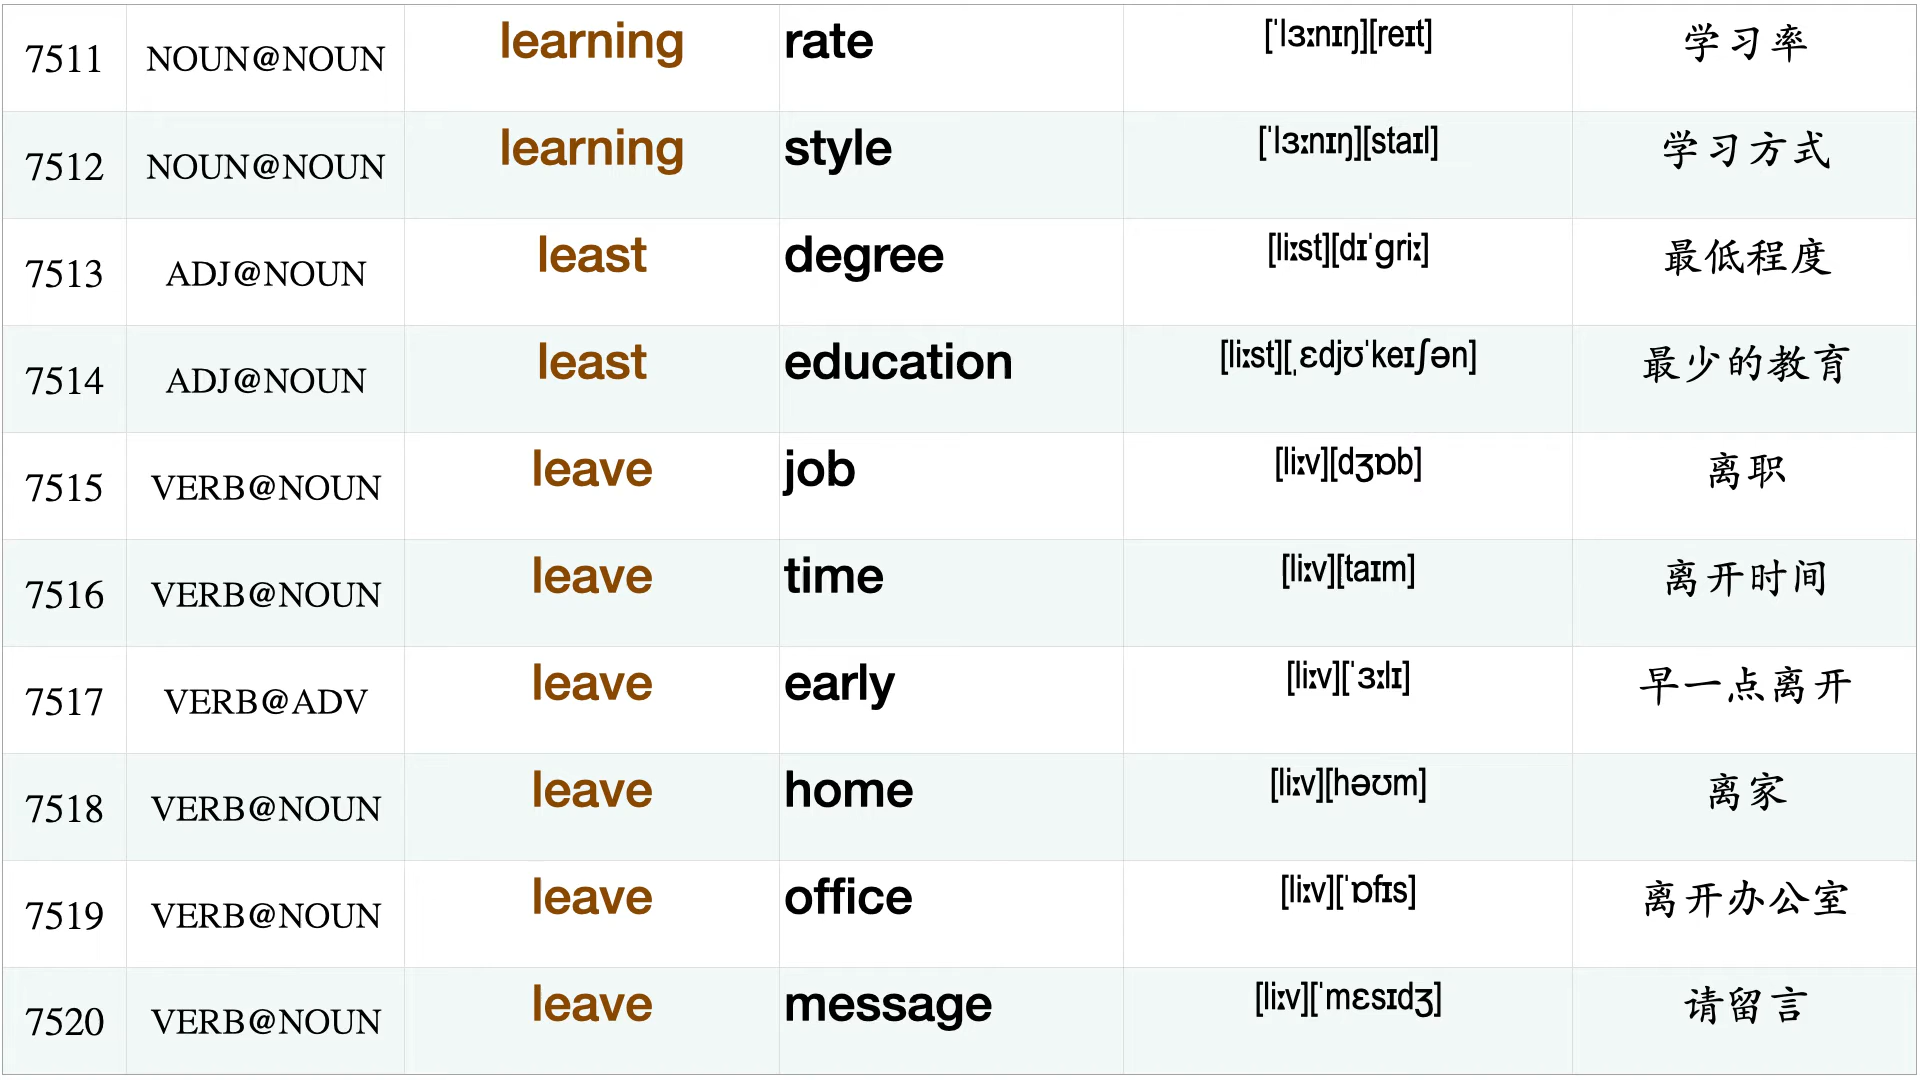 7511 NOUN@NOUN learning rate [ˈlɜːnɪŋ][reɪt] 学习率
7512 NOUN@NOUN learning style [ˈlɜːnɪŋ][staɪl] 学习方式
7513 ADJ@NOUN least degree [liːst][dɪˈɡriː] 最低程度
7514 ADJ@NOUN least education [liːst][ˌɛdjʊˈkeɪʃən] 最少的教育
7515 VERB@NOUN leave job [liːv][dʒɒb] 离职
7516 VERB@NOUN leave time [liːv][taɪm] 离开时间
7517 VERB@ADV leave early [liːv][ˈɜːlɪ] 早一点离开
7518 VERB@NOUN leave home [liːv][həʊm] 离家
7519 VERB@NOUN leave office [liːv][ˈɒfɪs] 离开办公室
7520 VERB@NOUN leave message [liːv][ˈmɛsɪdʒ] 请留言